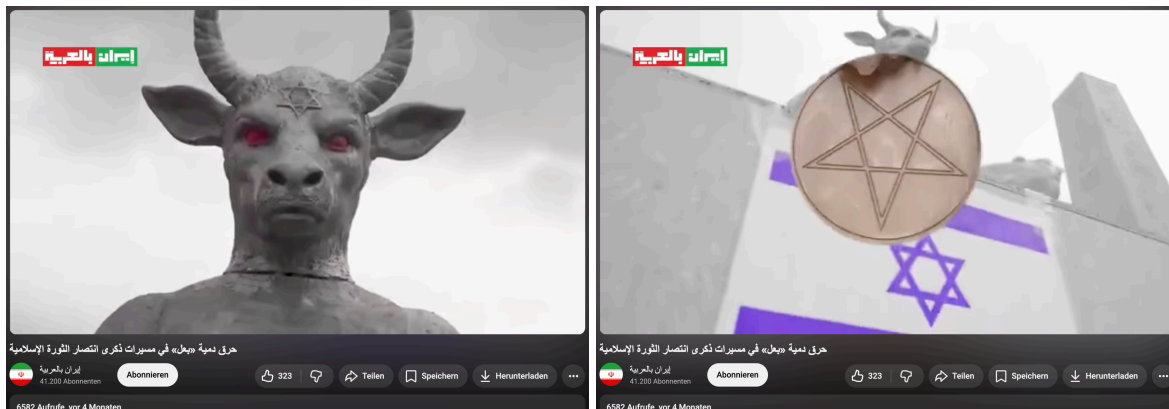 إيران بالعربية
حرق دمية «بعل» في مسيرات ذكرى انتصار الثورة الإسلامية
إيران بالعربية
41.200 Abonnenten
Abonnieren
323
Teilen
Speichern
Herunterladen
6582 Aufrufe vor 4 Monaten
إيران بالعربية
حرق دمية «بعل» في مسيرات ذكرى انتصار الثورة الإسلامية
إيران بالعربية
41.200 Abonnenten
Abonnieren
323
Teilen
Speichern
Herunterladen
6582 Aufrufe vor 4 Monaten